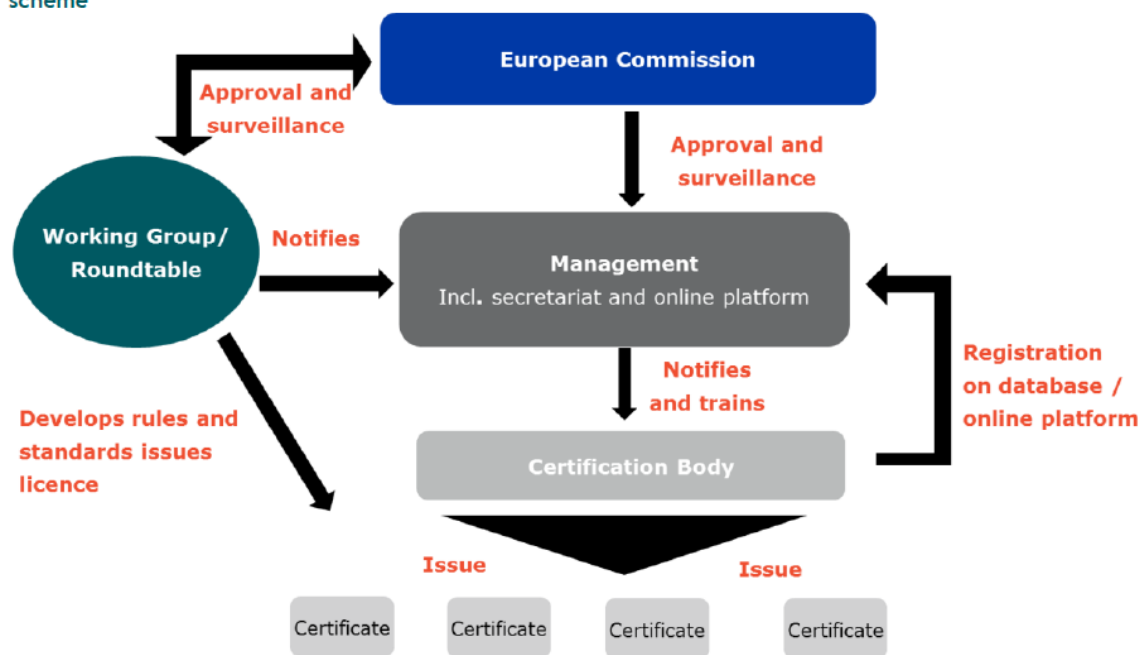 scheme
European Commission
Approval and
surveillance
Approval and
surveillance
Working Group/
Roundtable
Notifies
Management
Incl. secretariat and online platform
Registration
on database /
online platform
Notifies
and trains
Develops rules and
standards issues
licence
Certification Body
Issue
Issue
Certificate
Certificate
Certificate
Certificate